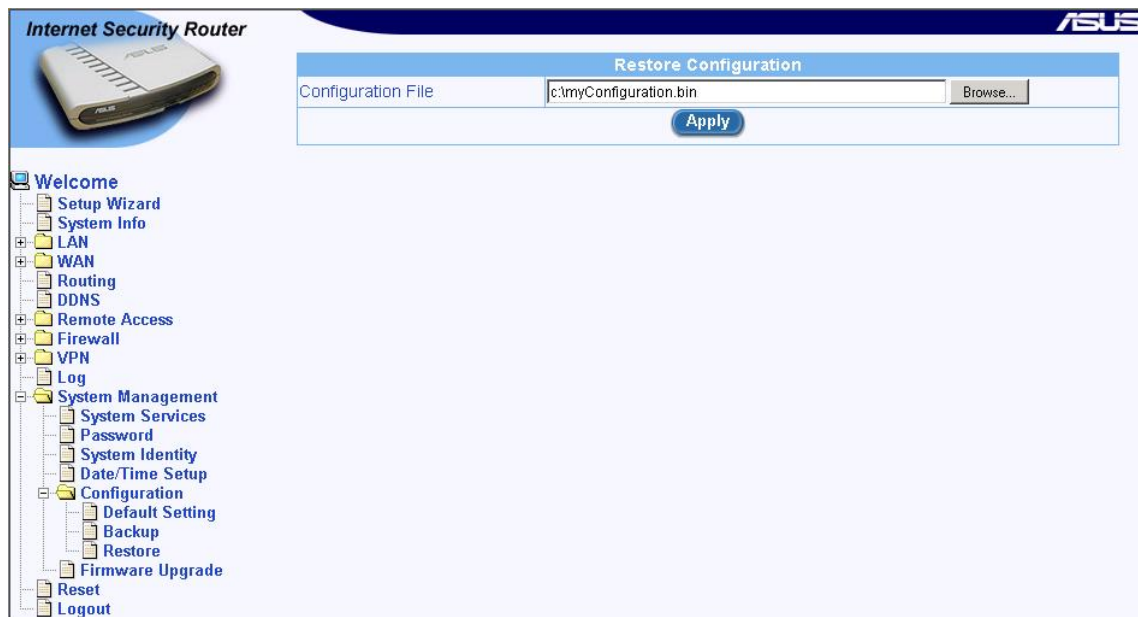 Internet Security Router
ASUS
ASUS
ASUS
Restore Configuration
Configuration File c:\myConfiguration.bin Browse...
Apply
Welcome
Setup Wizard
System Info
LAN
WAN
Routing
DDNS
Remote Access
Firewall
VPN
Log
System Management
System Services
Password
System Identity
Date/Time Setup
Configuration
Default Setting
Backup
Restore
Firmware Upgrade
Reset
Logout